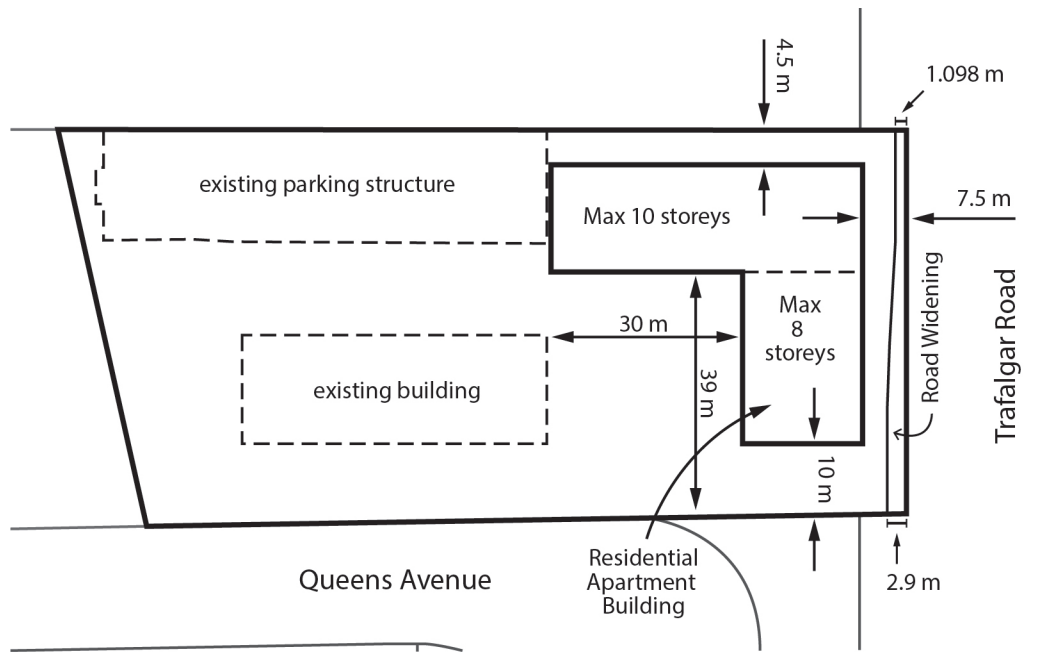 4.5 m
1.098 m
existing parking structure
Max 10 storeys
7.5 m
Road Widening
Trafalgar Road
30 m
Max
8
storeys
39 m
existing building
10 m
Residential
Apartment
Building
Queens Avenue
2.9 m